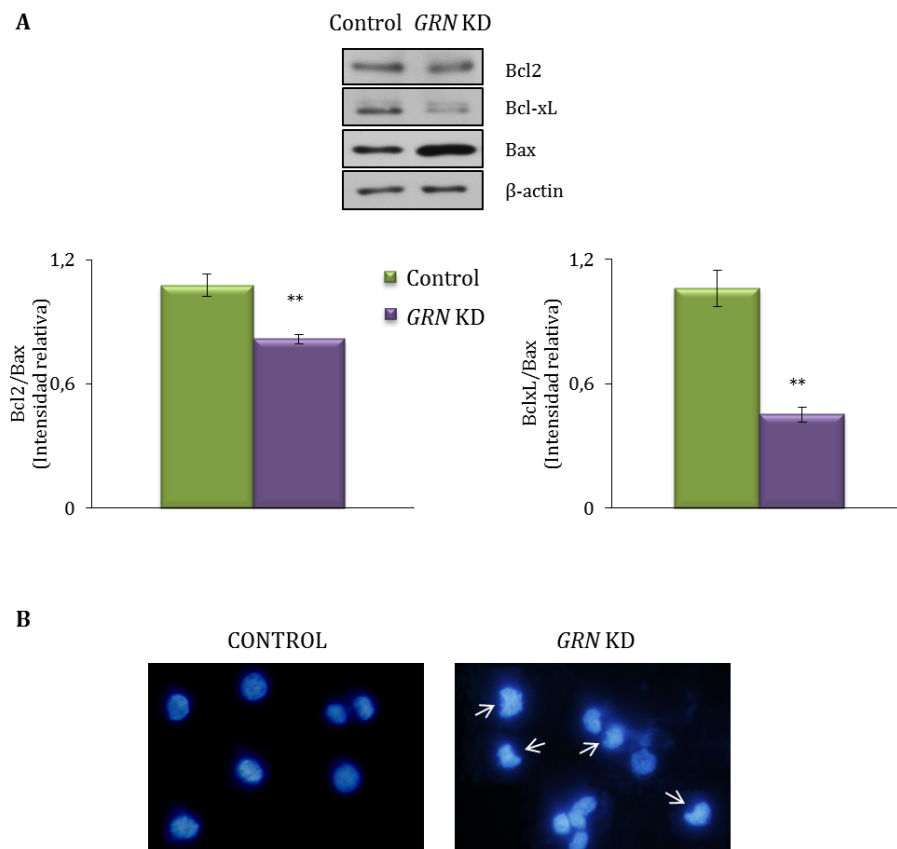 A
Control GRN KD
Bcl2
Bcl-xL
Bax
β-actin
1,2
0,6
0
Bcl2/Bax
(Intensidad relativa)
**
Control
GRN KD
1,2
0,6
0
BclxL/Bax
(Intensidad relativa)
**
B
CONTROL
GRN KD